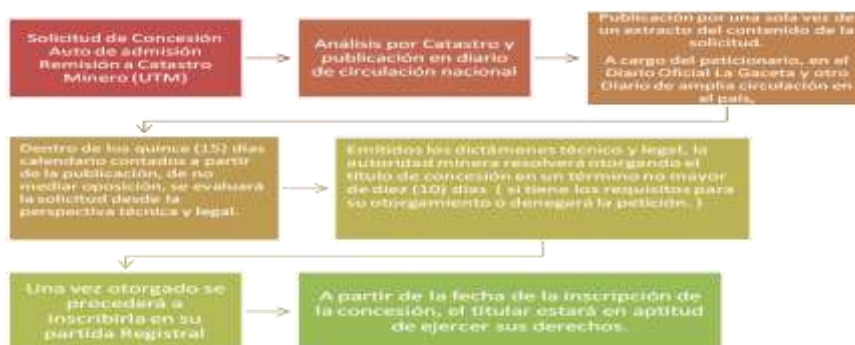 Solicitud de Concesión
Auto de admisión
Remisión a Catastro
Minero (UTM)
Análisis por Catastro y
publicación en diario
de circulación nacional
Publicación por una sola vez de
un extracto del contenido de la
solicitud.
A cargo del peticionario, en el
Diario Oficial La Gaceta y otro
Diario de amplia circulación en
el país,
Dentro de los quince (15) días
calendario contados a partir
de la publicación, de no
mediar oposición, se evaluará
la solicitud desde la
perspectiva técnica y legal.
Emitidos los dictámenes técnico y legal, la
autoridad minera resolverá otorgando el
título de concesión en un término no mayor
de diez (10) días ( si tiene los requisitos para
su otorgamiento o denegará la petición. )
Una vez otorgado se
procederá a
inscribirla en su
partida Registral
A partir de la fecha de la inscripción de
la concesión, el titular estará en aptitud
de ejercer sus derechos.